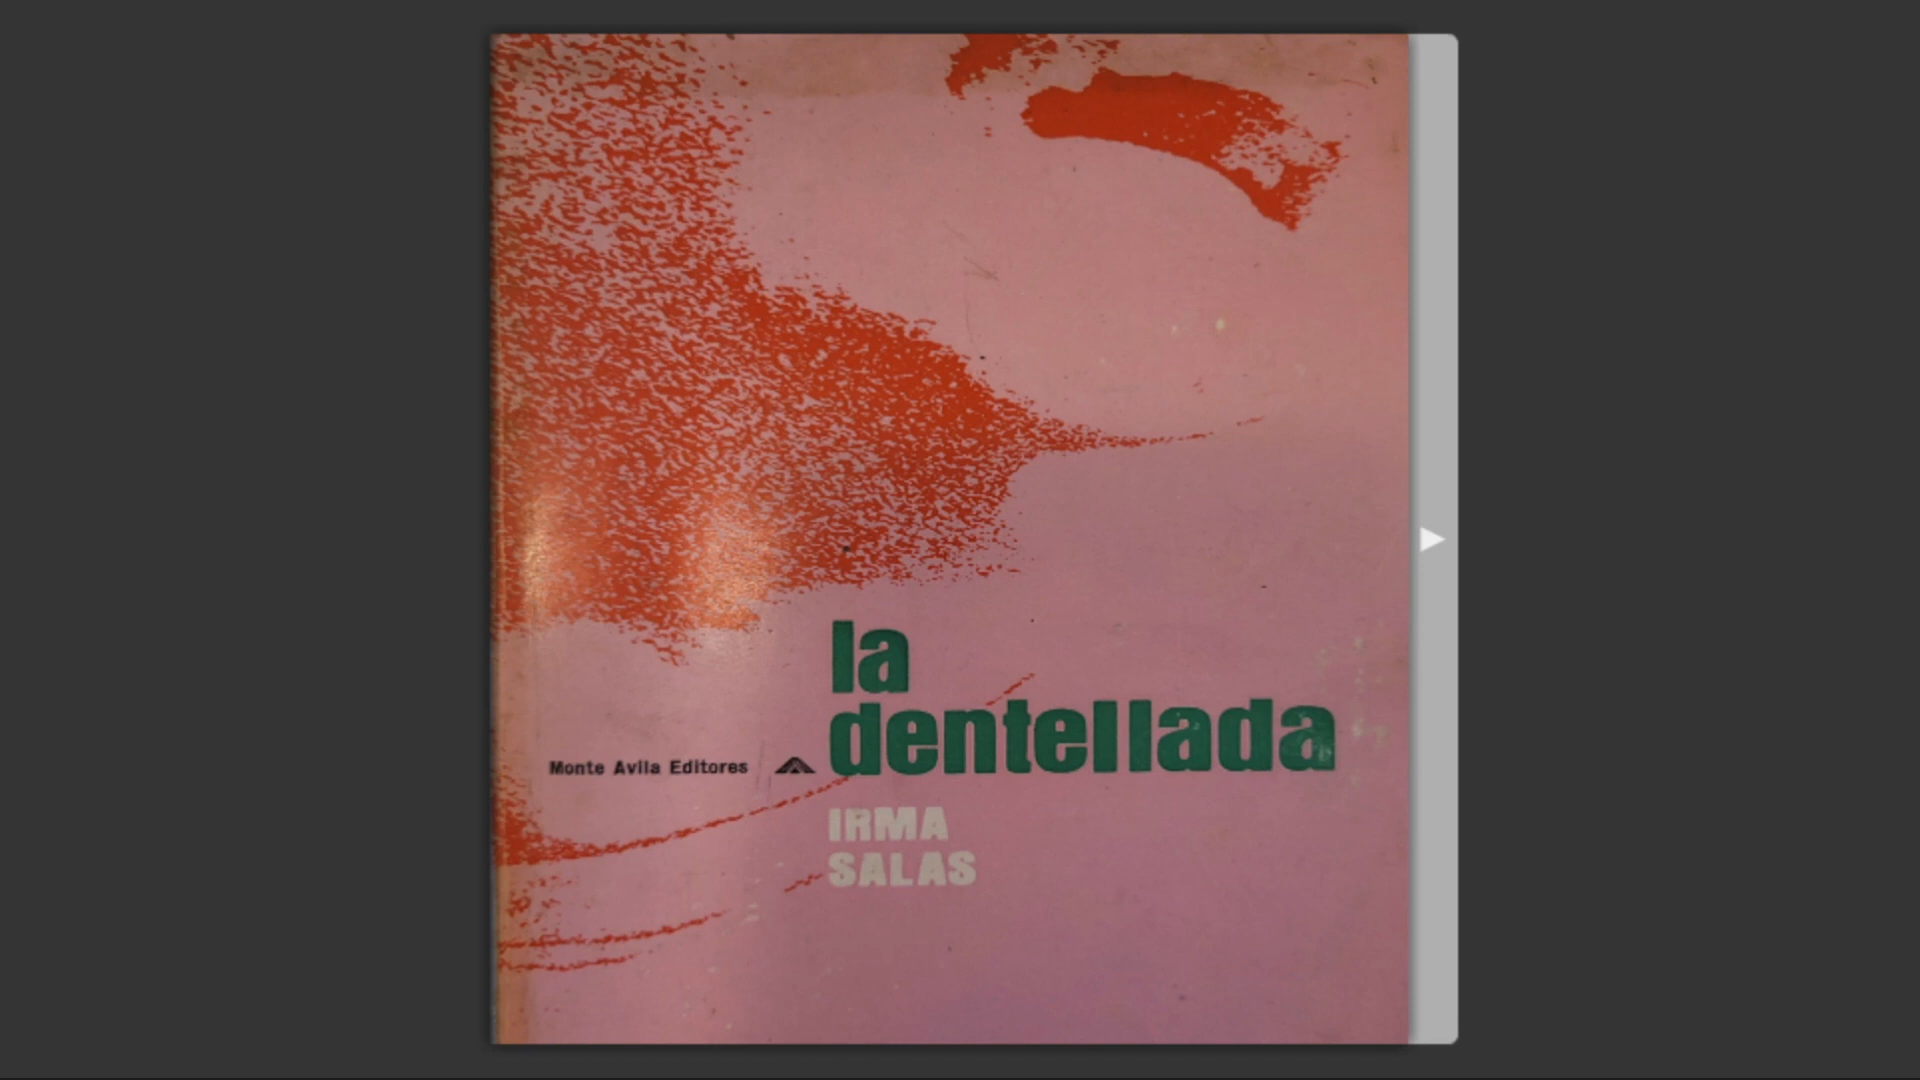 la
dentellada
Monte Avila Editores
IRMA
SALAS